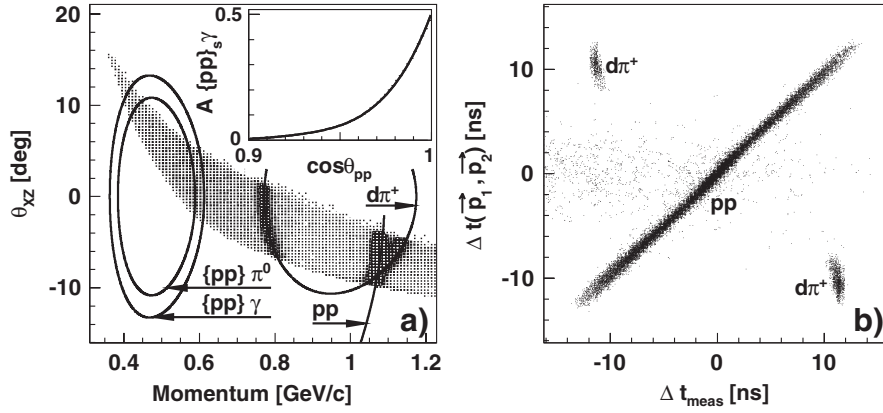 20
10
0
-10
θXZ [deg]
0.4
0.6
0.8
1
1.2
Momentum [GeV/c]
0.5
0
A {pp}sγ
0.9
1
cosθpp
dπ+
{pp} π0
{pp} γ
pp
a)
10
0
-10
Δ t(p⃗1, p⃗2) [ns]
-10
0
10
Δ tmeas [ns]
dπ+
pp
dπ+
b)